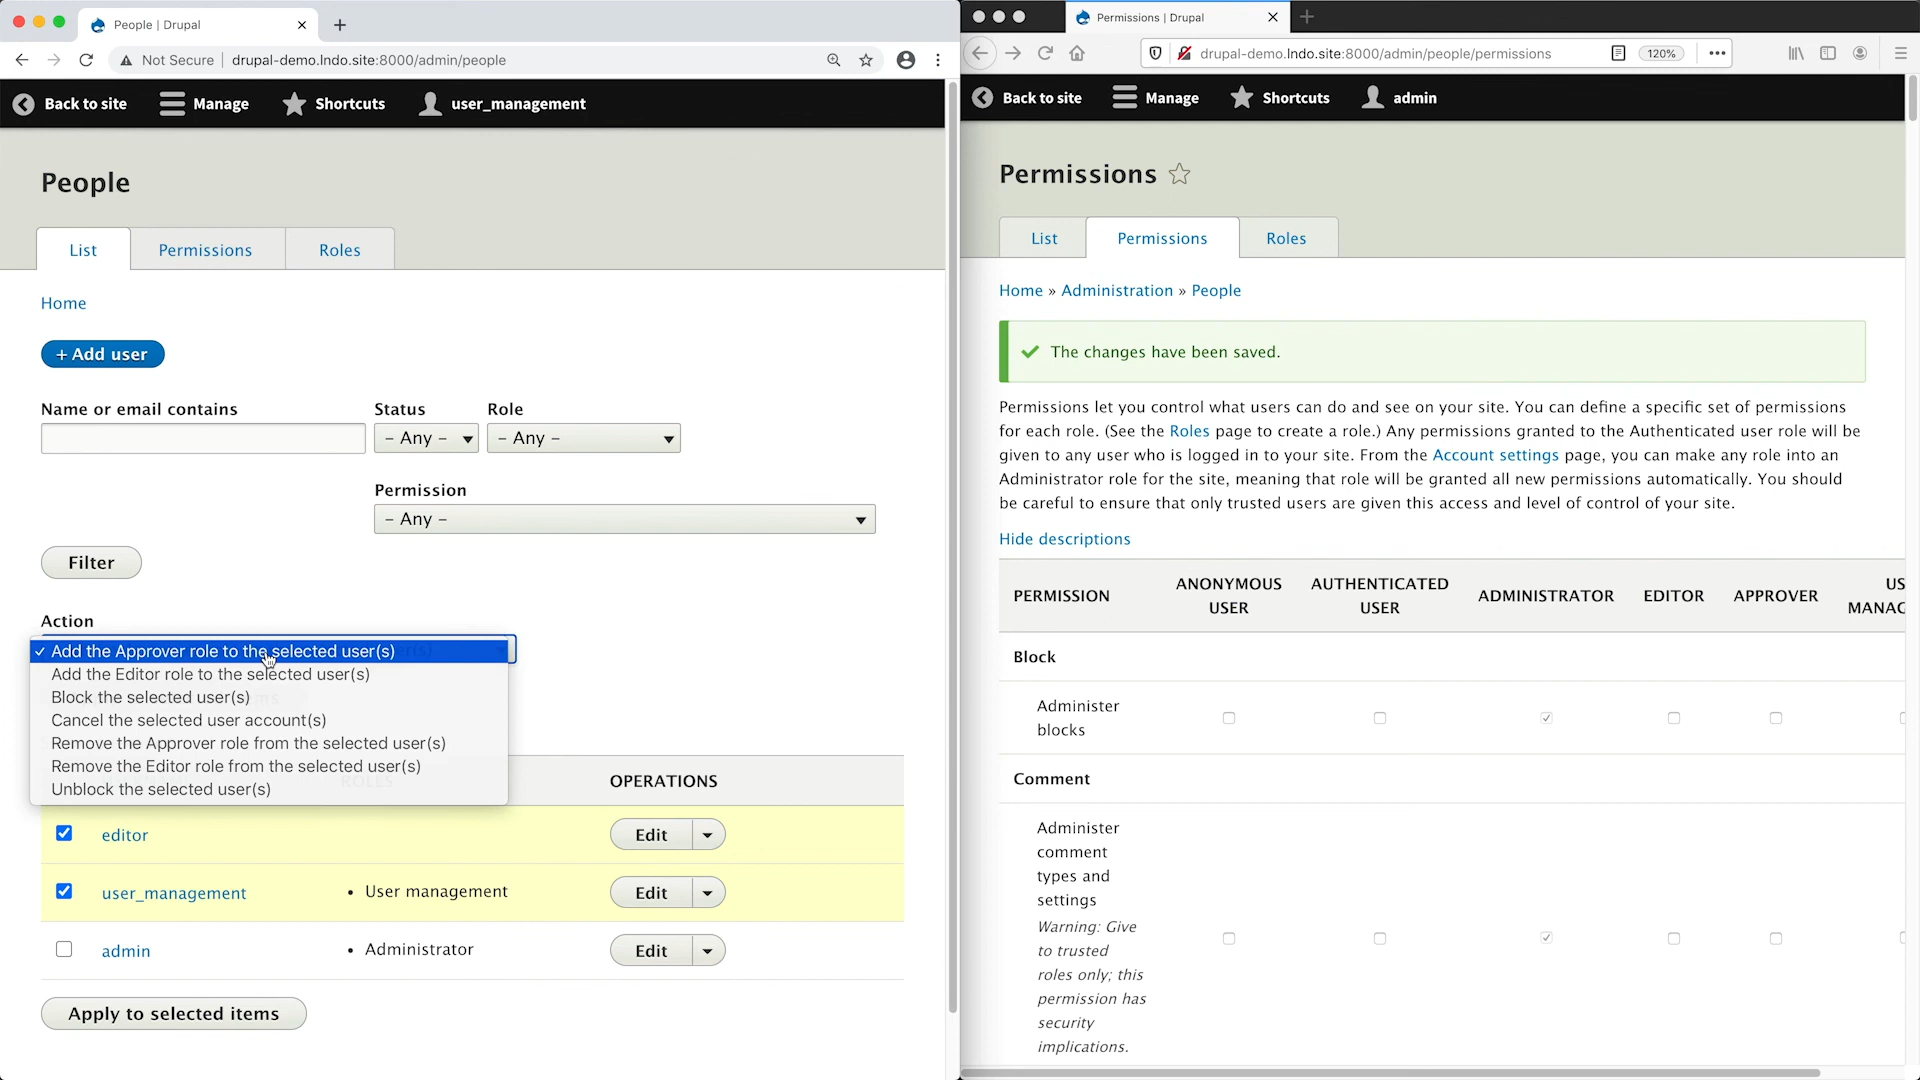 People | Drupal
Not Secure
drupal-demo.lndo.site:8000/admin/people
Back to site
Manage
Shortcuts
user_management
People
List
Permissions
Roles
Home
+ Add user
Name or email contains
Status
Role
- Any -
- Any -
Permission
- Any -
Filter
Action
✓ Add the Approver role to the selected user(s)
Add the Editor role to the selected user(s)
Block the selected user(s)
Cancel the selected user account(s)
Remove the Approver role from the selected user(s)
Remove the Editor role from the selected user(s)
Unblock the selected user(s)
ROLES
OPERATIONS
editor
Edit
user_management
• User management
Edit
admin
• Administrator
Edit
Apply to selected items
Permissions | Drupal
drupal-demo.lndo.site:8000/admin/people/permissions
120%
Back to site
Manage
Shortcuts
admin
Permissions
List
Permissions
Roles
Home » Administration » People
The changes have been saved.
Permissions let you control what users can do and see on your site. You can define a specific set of permissions
for each role. (See the Roles page to create a role.) Any permissions granted to the Authenticated user role will be
given to any user who is logged in to your site. From the Account settings page, you can make any role into an
Administrator role for the site, meaning that role will be granted all new permissions automatically. You should
be careful to ensure that only trusted users are given this access and level of control of your site.
Hide descriptions
PERMISSION
ANONYMOUS
USER
AUTHENTICATED
USER
ADMINISTRATOR
EDITOR
APPROVER
US
MANAG
Block
Administer
blocks
Comment
Administer
comment
types and
settings
Warning: Give
to trusted
roles only; this
permission has
security
implications.